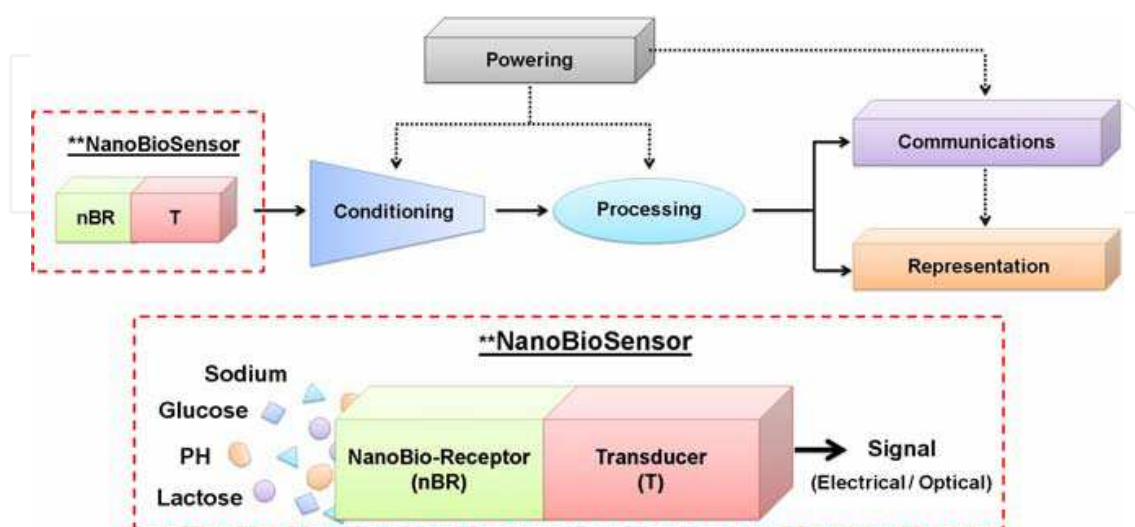 Powering
**NanoBioSensor
nBR
T
Conditioning
Processing
Communications
Representation
**NanoBioSensor
Sodium
Glucose
PH
Lactose
NanoBio-Receptor
(nBR)
Transducer
(T)
Signal
(Electrical / Optical)